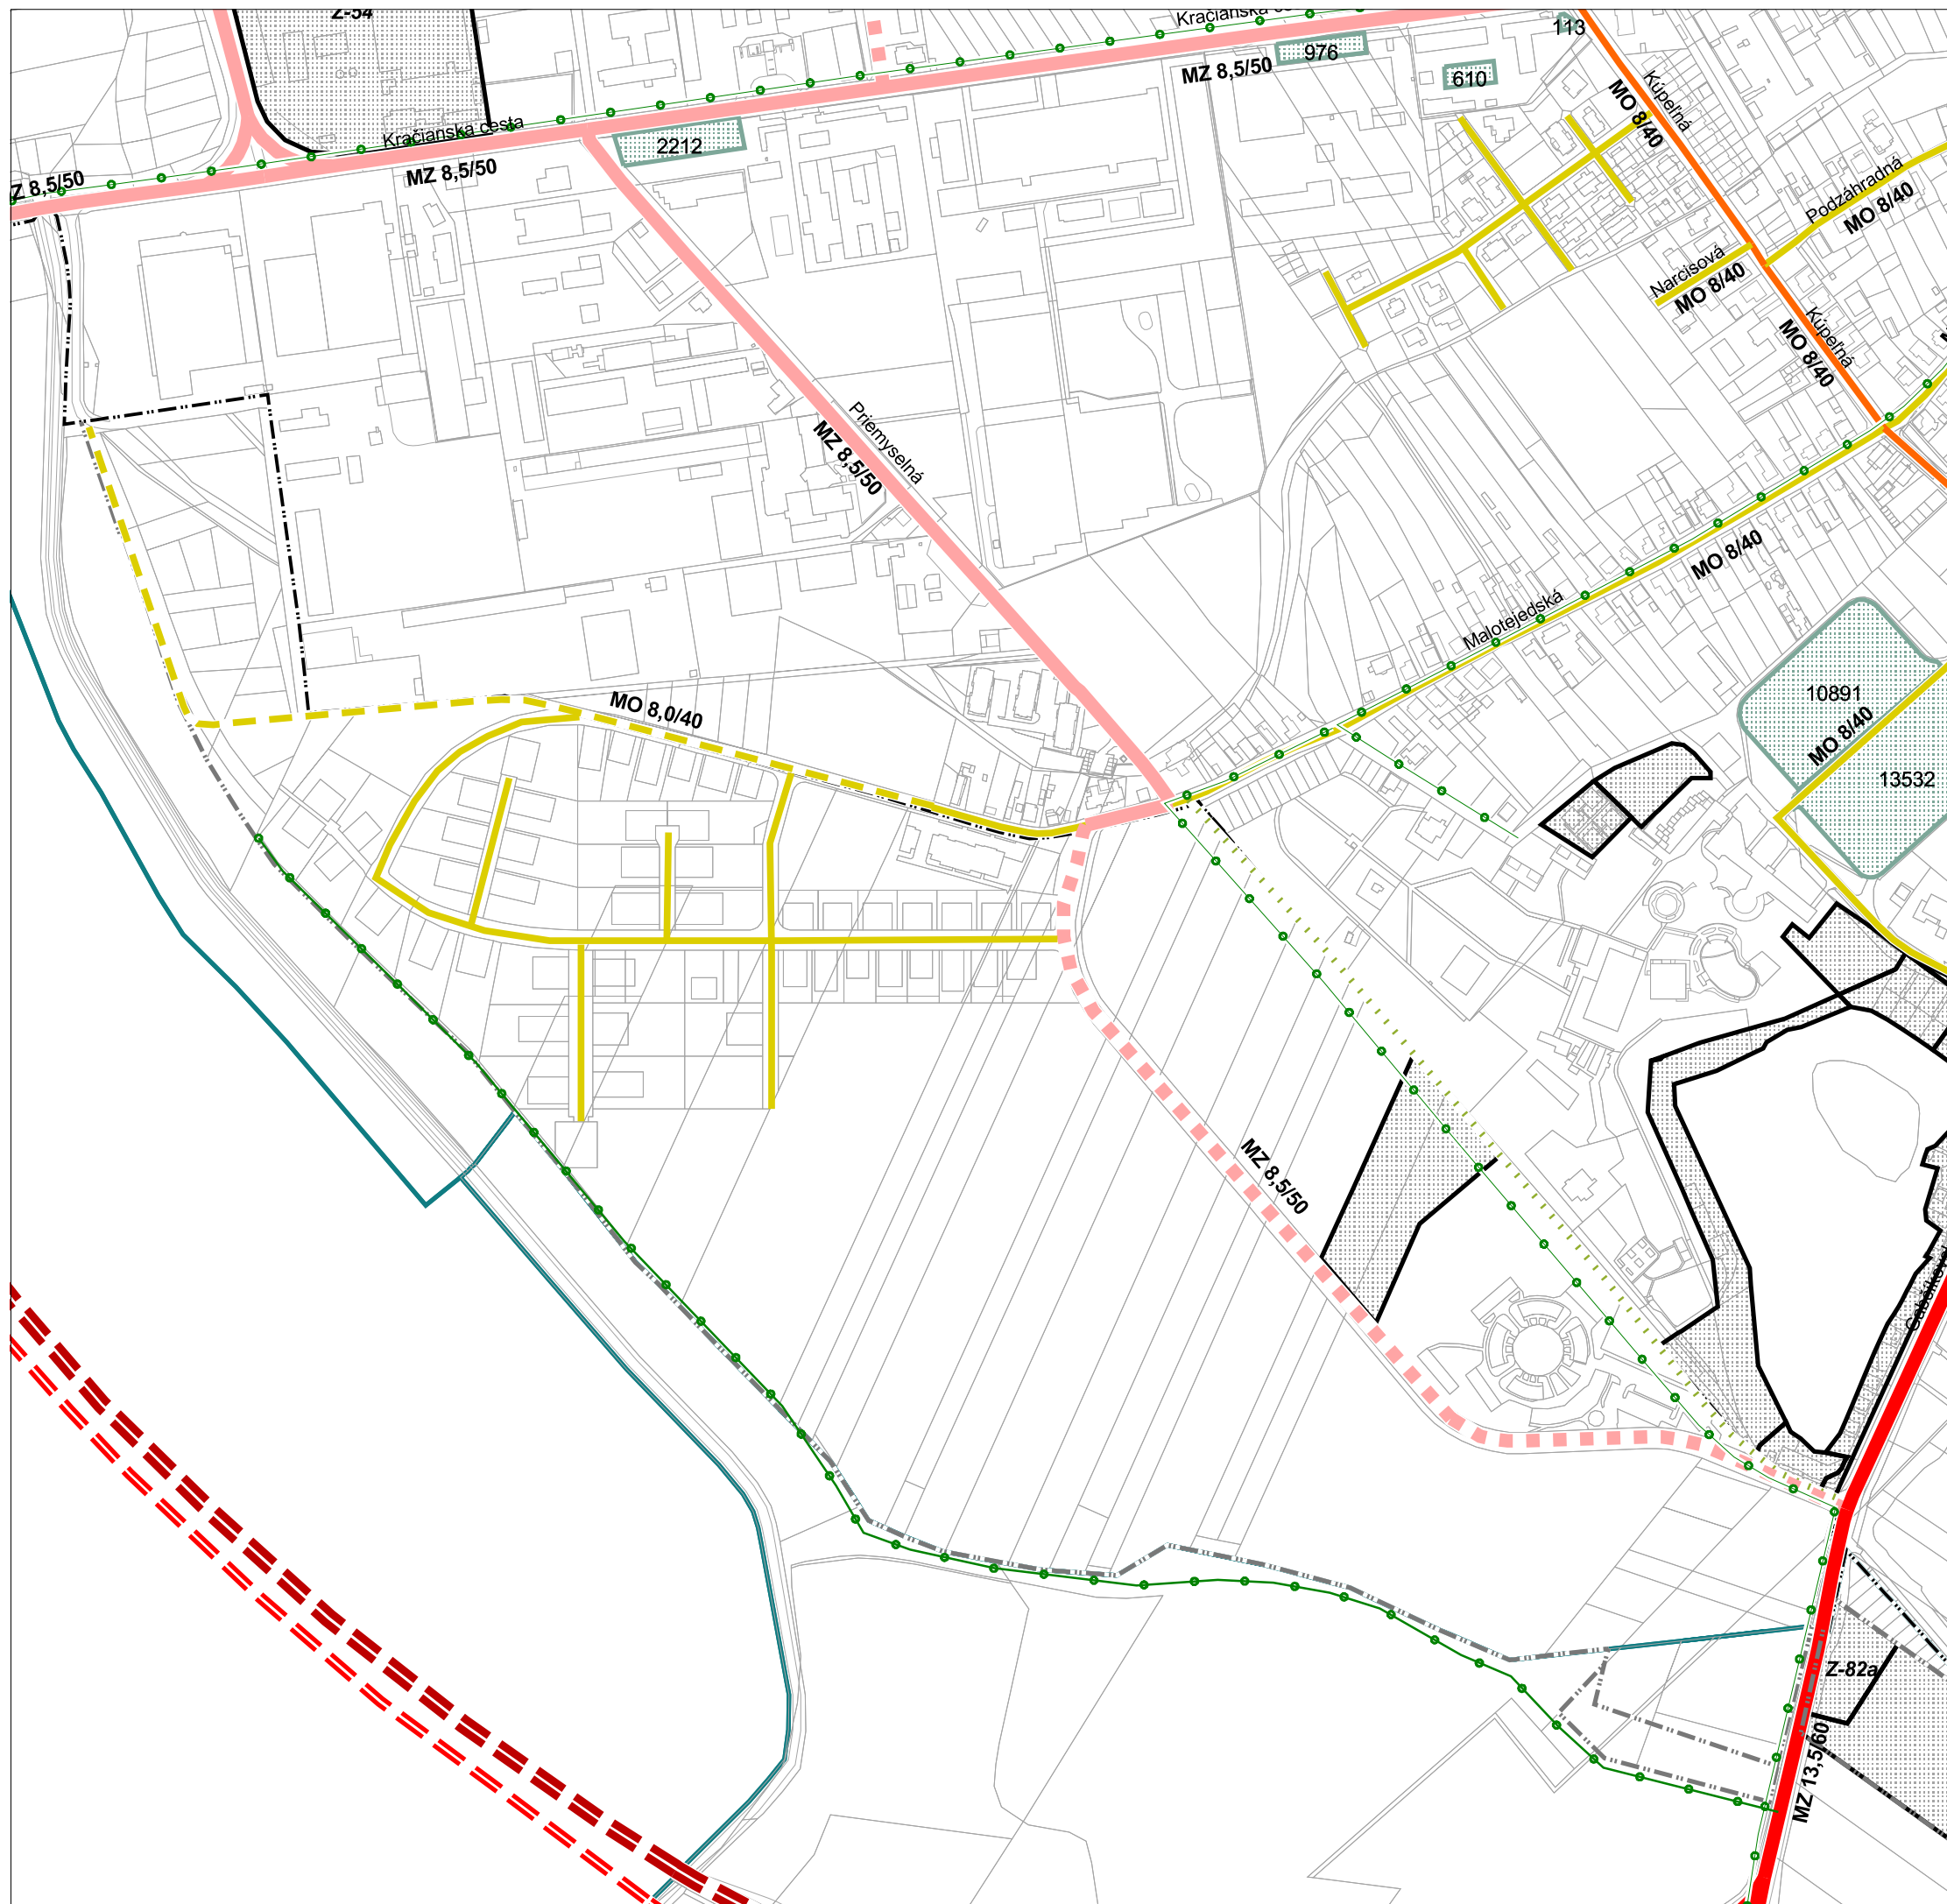 Z-54
Kračianska cesta
113
976
MZ 8,5/50
610
Kúpeľná
MO 8/40
Kračianska cesta
2212
MZ 8,5/50
MZ 8,5/50
Podzáhradná
MO 8/40
Narcisová
MO 8/40
Kúpeľná
MO 8/40
Priemyselná
MZ 8,5/50
MO 8/40
Malotejedská
MO 8,0/40
10891
MO 8/40
13532
MZ 8,5/50
Z-82a
MZ 13,5/60